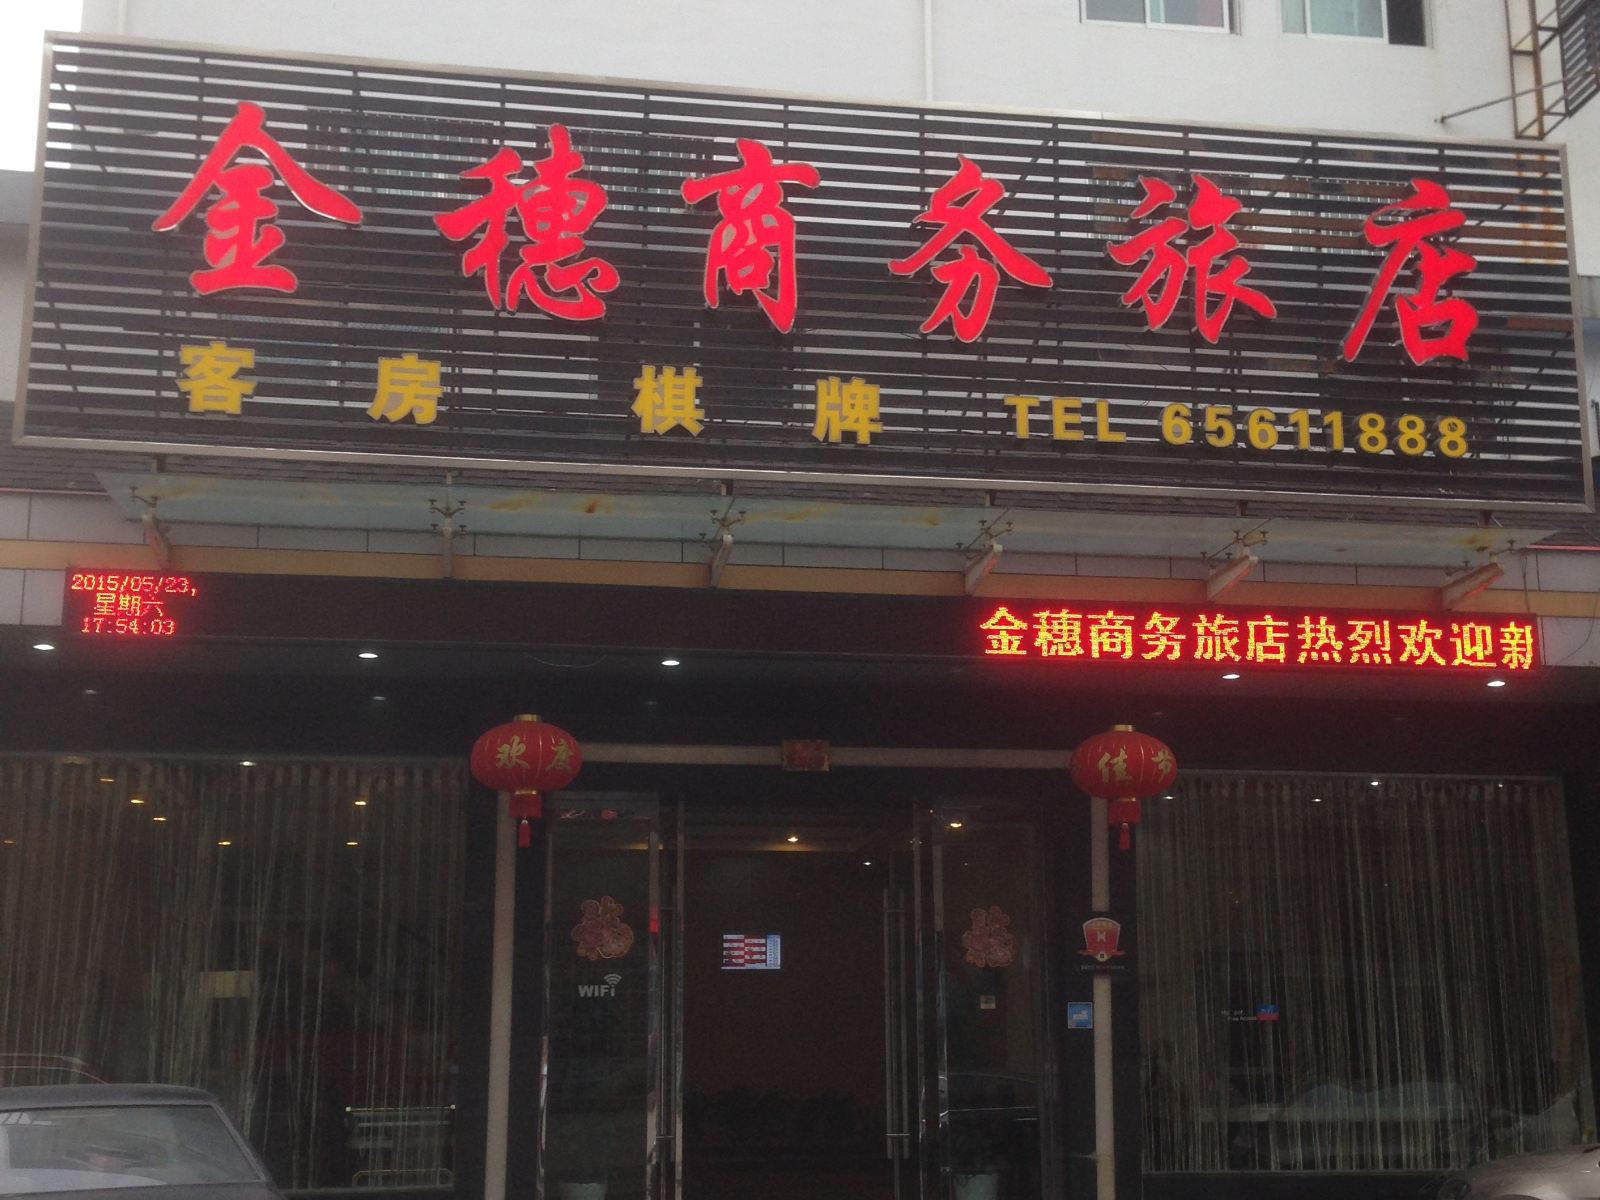 金穗商务旅店
客房 棋牌 TEL 65611888
2015/05/23,
星期六
17:54:03
金穗商务旅店热烈欢迎新
欢度
佳节
WiFi